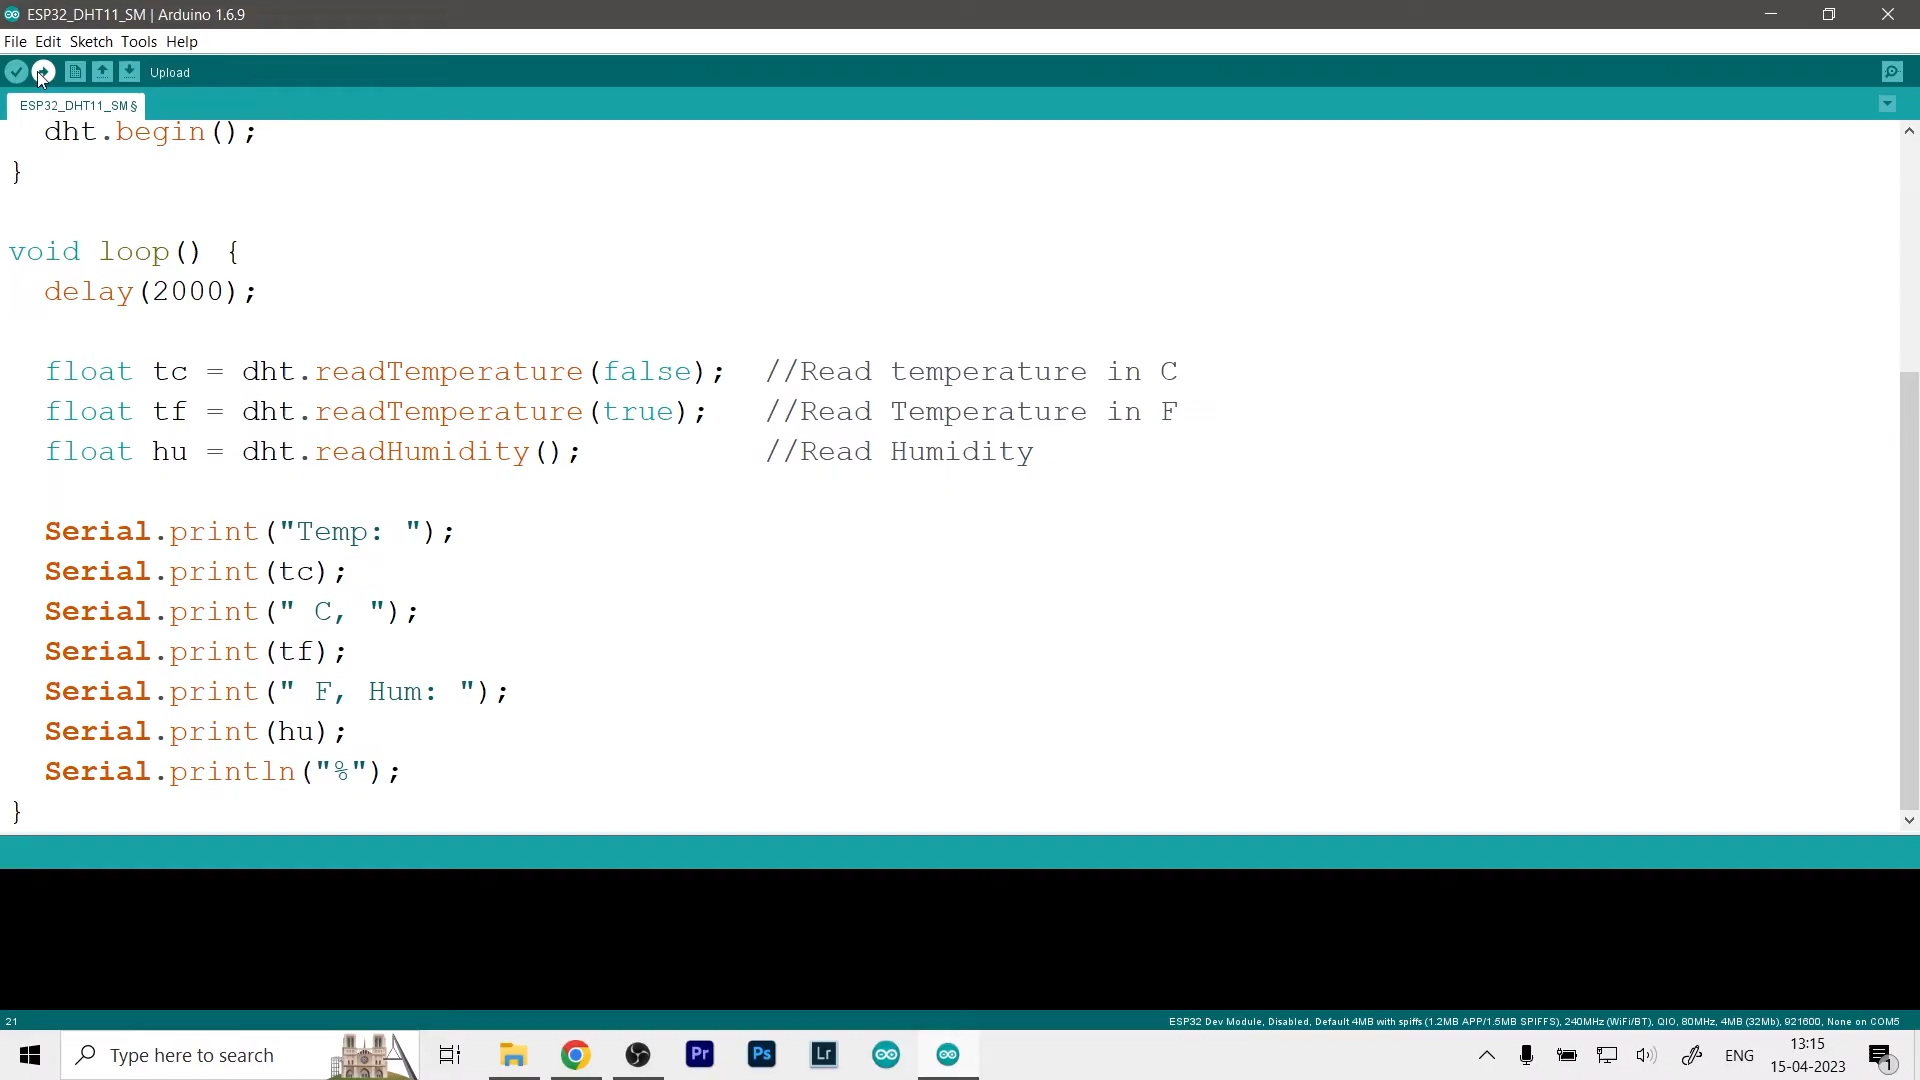 ESP32_DHT11_SM | Arduino 1.6.9
File Edit Sketch Tools Help
Upload
ESP32_DHT11_SM §
dht.begin();
}
void loop() {
delay(2000);
float tc = dht.readTemperature(false); //Read temperature in C
float tf = dht.readTemperature(true); //Read Temperature in F
float hu = dht.readHumidity(); //Read Humidity
Serial.print("Temp: ");
Serial.print(tc);
Serial.print(" C, ");
Serial.print(tf);
Serial.print(" F, Hum: ");
Serial.print(hu);
Serial.println("%");
}
21
ESP32 Dev Module, Disabled, Default 4MB with spiffs (1.2MB APP/1.5MB SPIFFS), 240MHz (WiFi/BT), QIO, 80MHz, 4MB (32Mb), 921600, None on COM5
Type here to search
Pr
Ps
Lr
ENG
13:15
15-04-2023
1